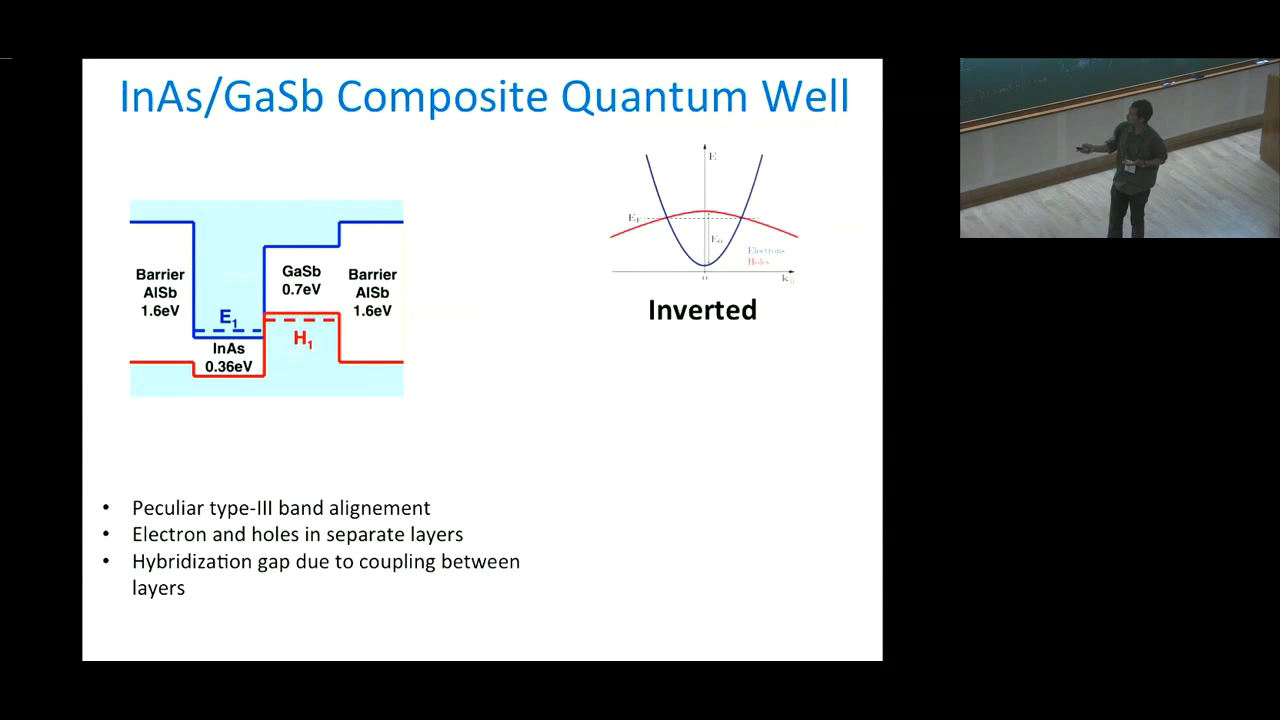 InAs/GaSb Composite Quantum Well
E
E_F
E₀
Electrons
Holes
0
k∥
Inverted
Barrier
AlSb
1.6eV
E₁
InAs
0.36eV
GaSb
0.7eV
H₁
Barrier
AlSb
1.6eV
• Peculiar type-III band alignement
• Electron and holes in separate layers
• Hybridization gap due to coupling between
layers